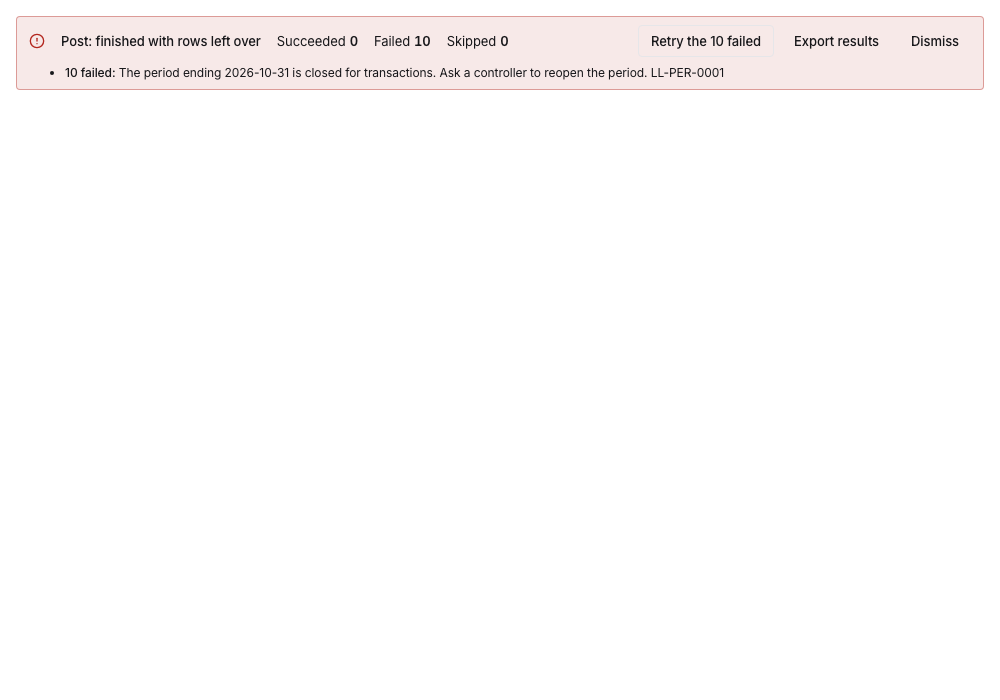 Post: finished with rows left over Succeeded 0 Failed 10 Skipped 0 Retry the 10 failed Export results Dismiss
• 10 failed: The period ending 2026-10-31 is closed for transactions. Ask a controller to reopen the period. LL-PER-0001